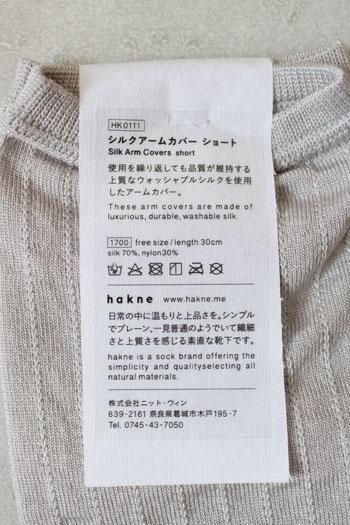 HK0111
シルクアームカバー ショート
Silk Arm Covers short
使用を繰り返しても品質が維持する
上質なウォッシャブルシルクを使用
したアームカバー。
These arm covers are made of
luxurious, durable, washable silk.
1700 free size/length 30cm
silk 70%, nylon30%
hakne www.hakne.me
日常の中に温もりと上品さを。シンプル
でプレーン、一見普通のようでいて繊細
さと上質さを感じる素直な靴下です。
hakne is a sock brand offering the
simplicity and qualityselecting all
natural materials.
株式会社ニット・ウィン
639-2161 奈良県葛城市木戸195-7
Tel. 0745-43-7050